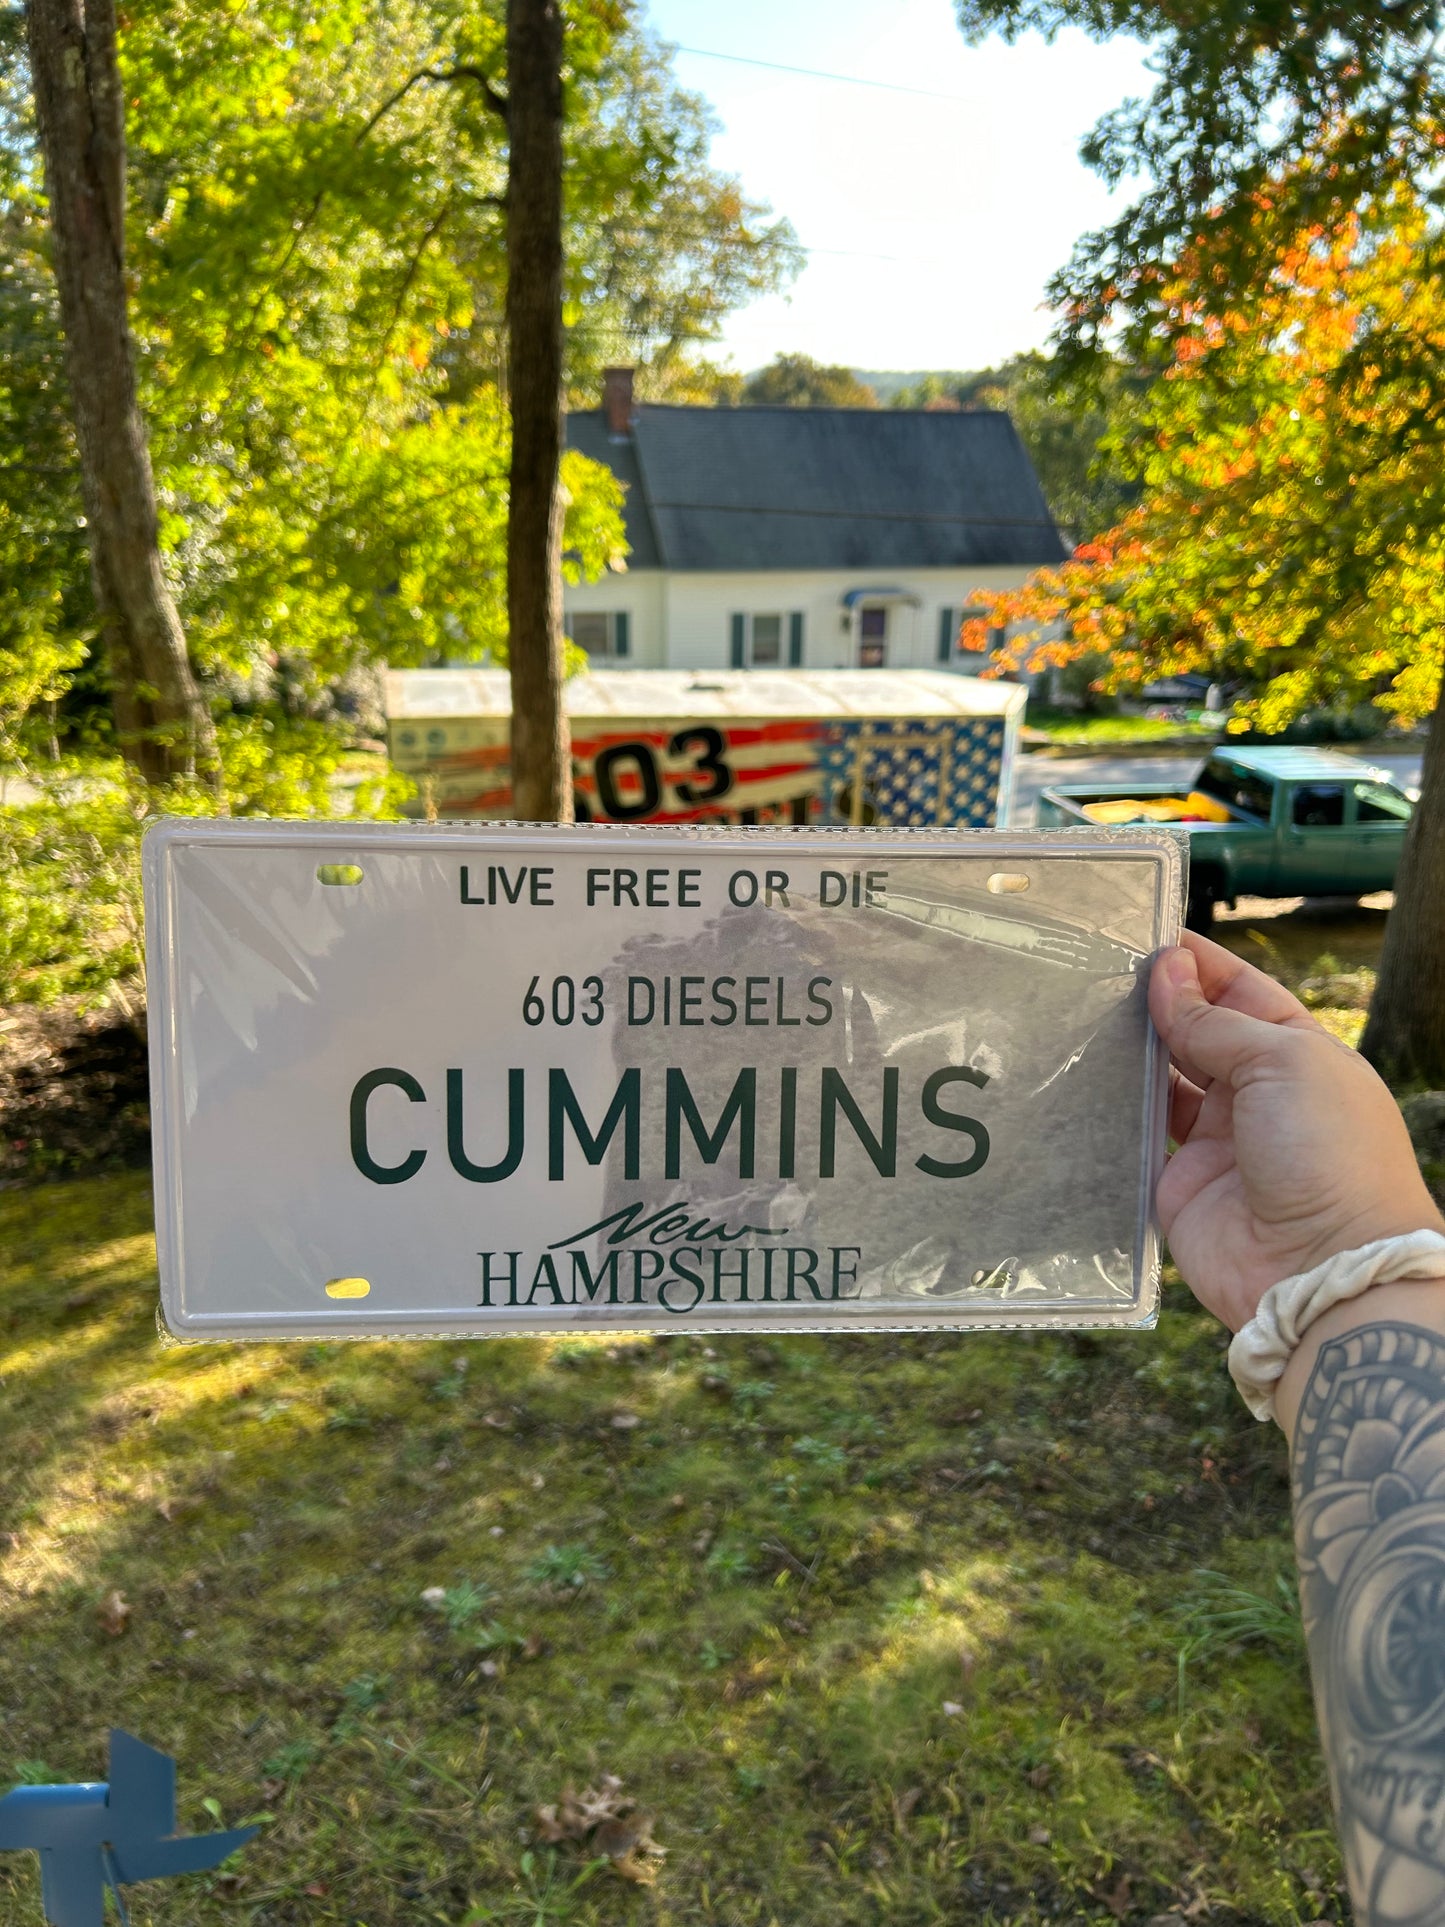 603
LIVE FREE OR DIE
603 DIESELS
CUMMINS
New
HAMPSHIRE